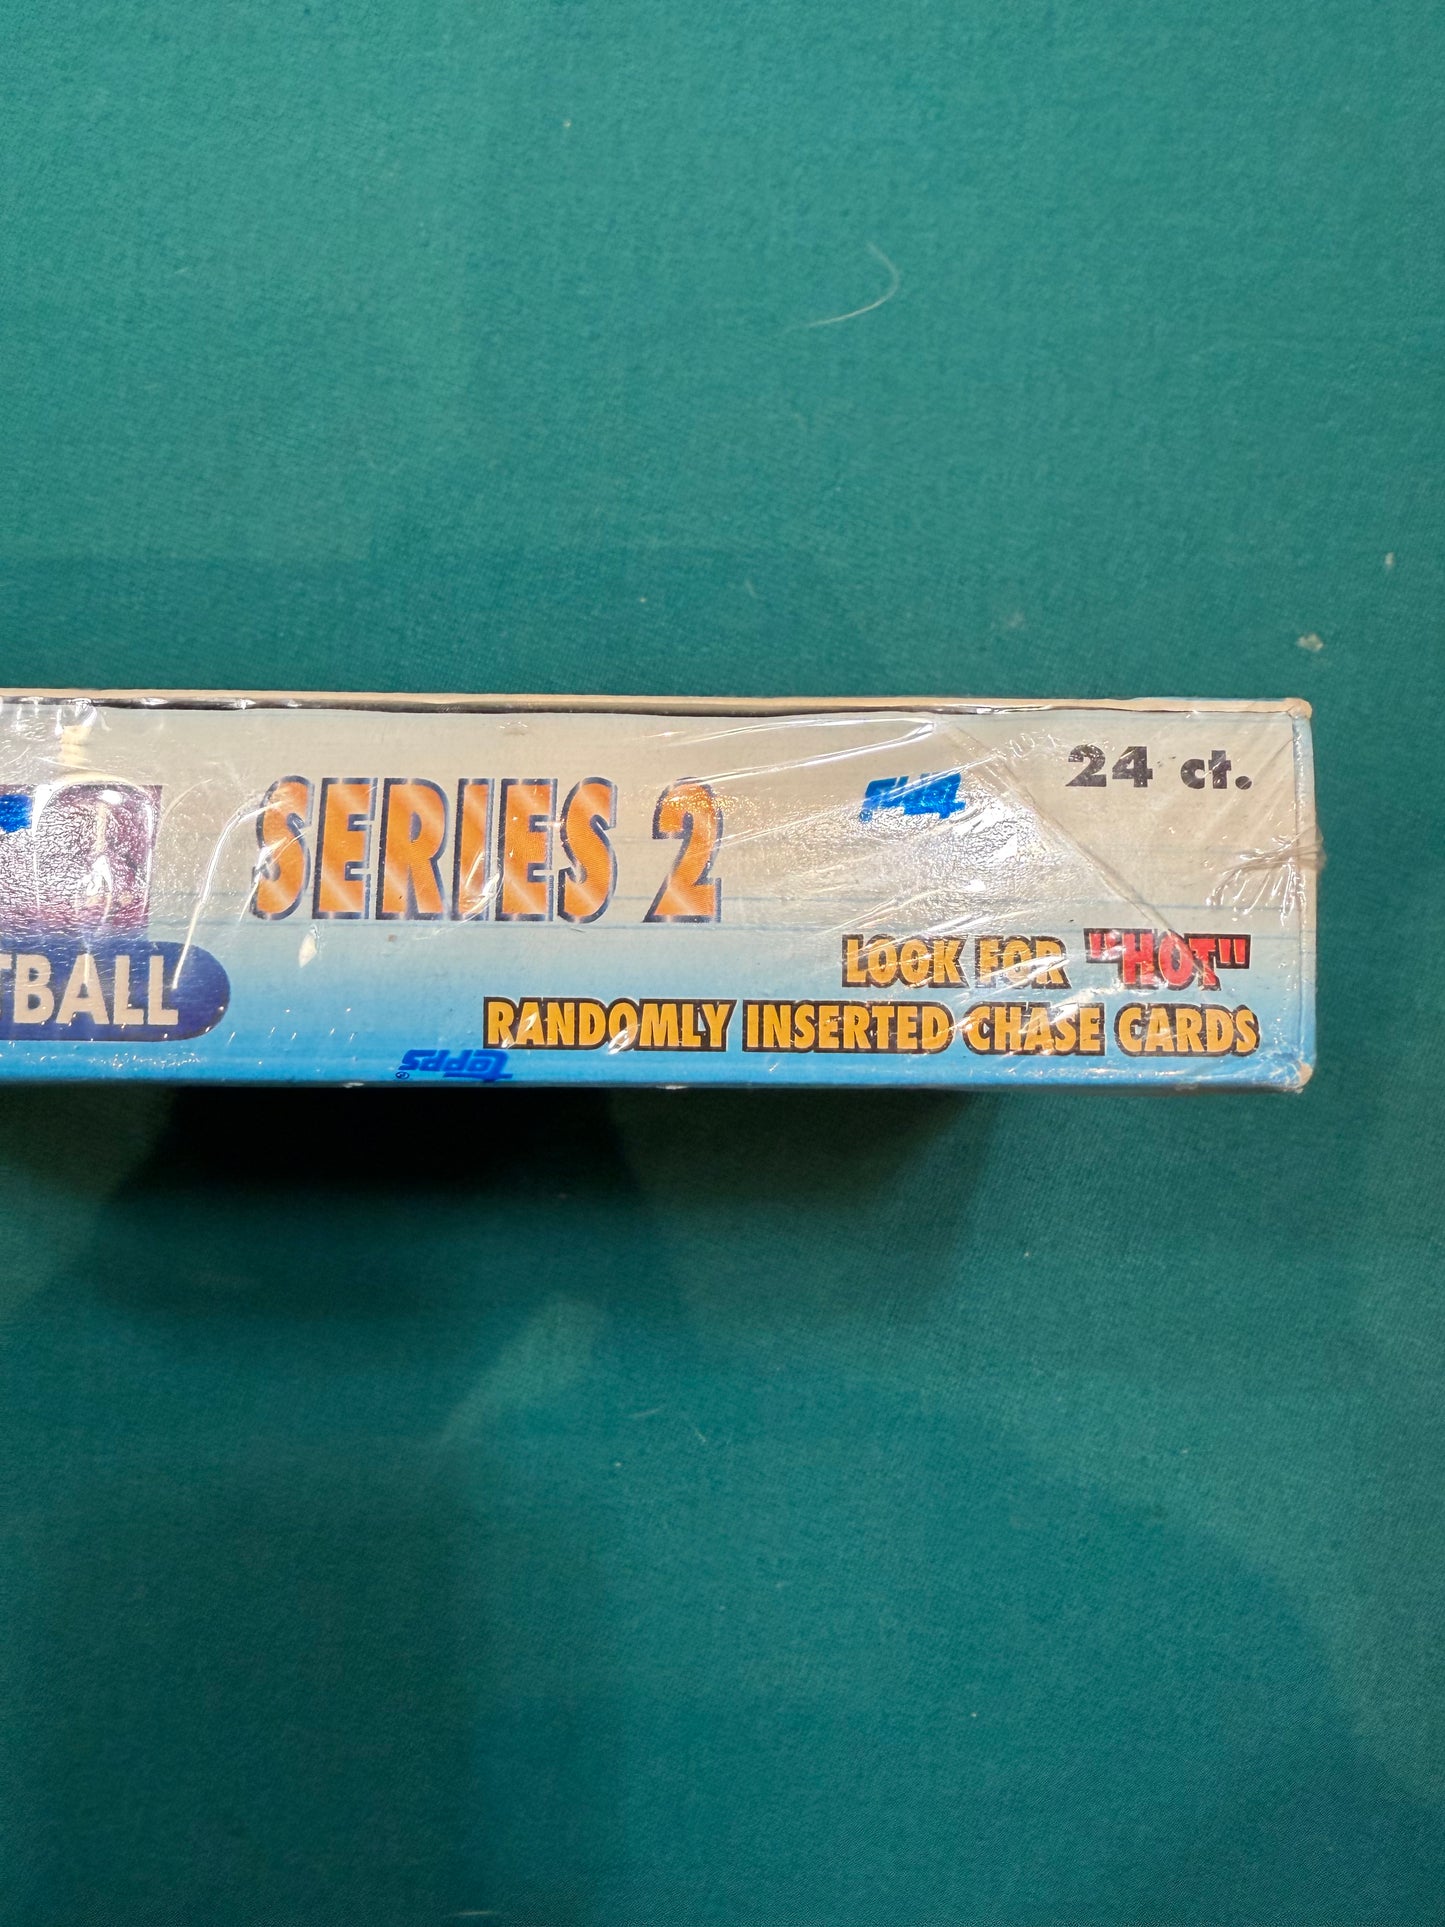 24 ct.
SERIES 2
TBALL
LOOK FOR "HOT"
RANDOMLY INSERTED CHASE CARDS
Topps®